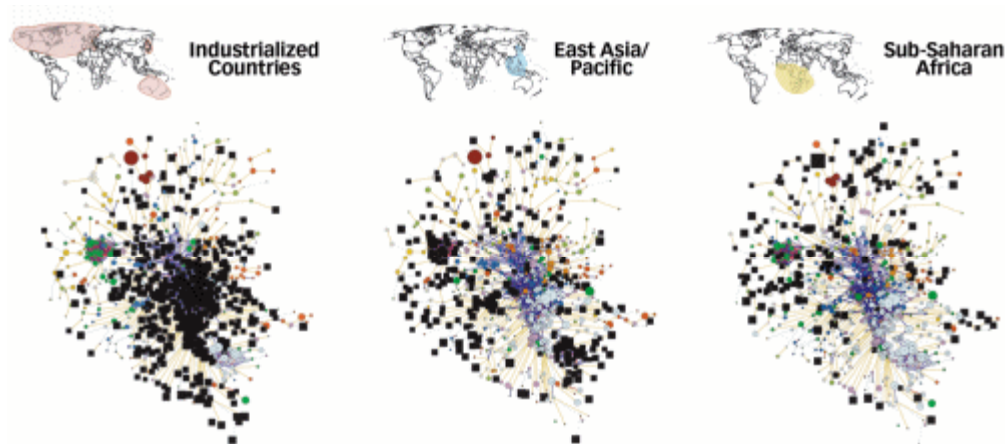 Industrialized
Countries
East Asia/
Pacific
Sub-Saharan
Africa